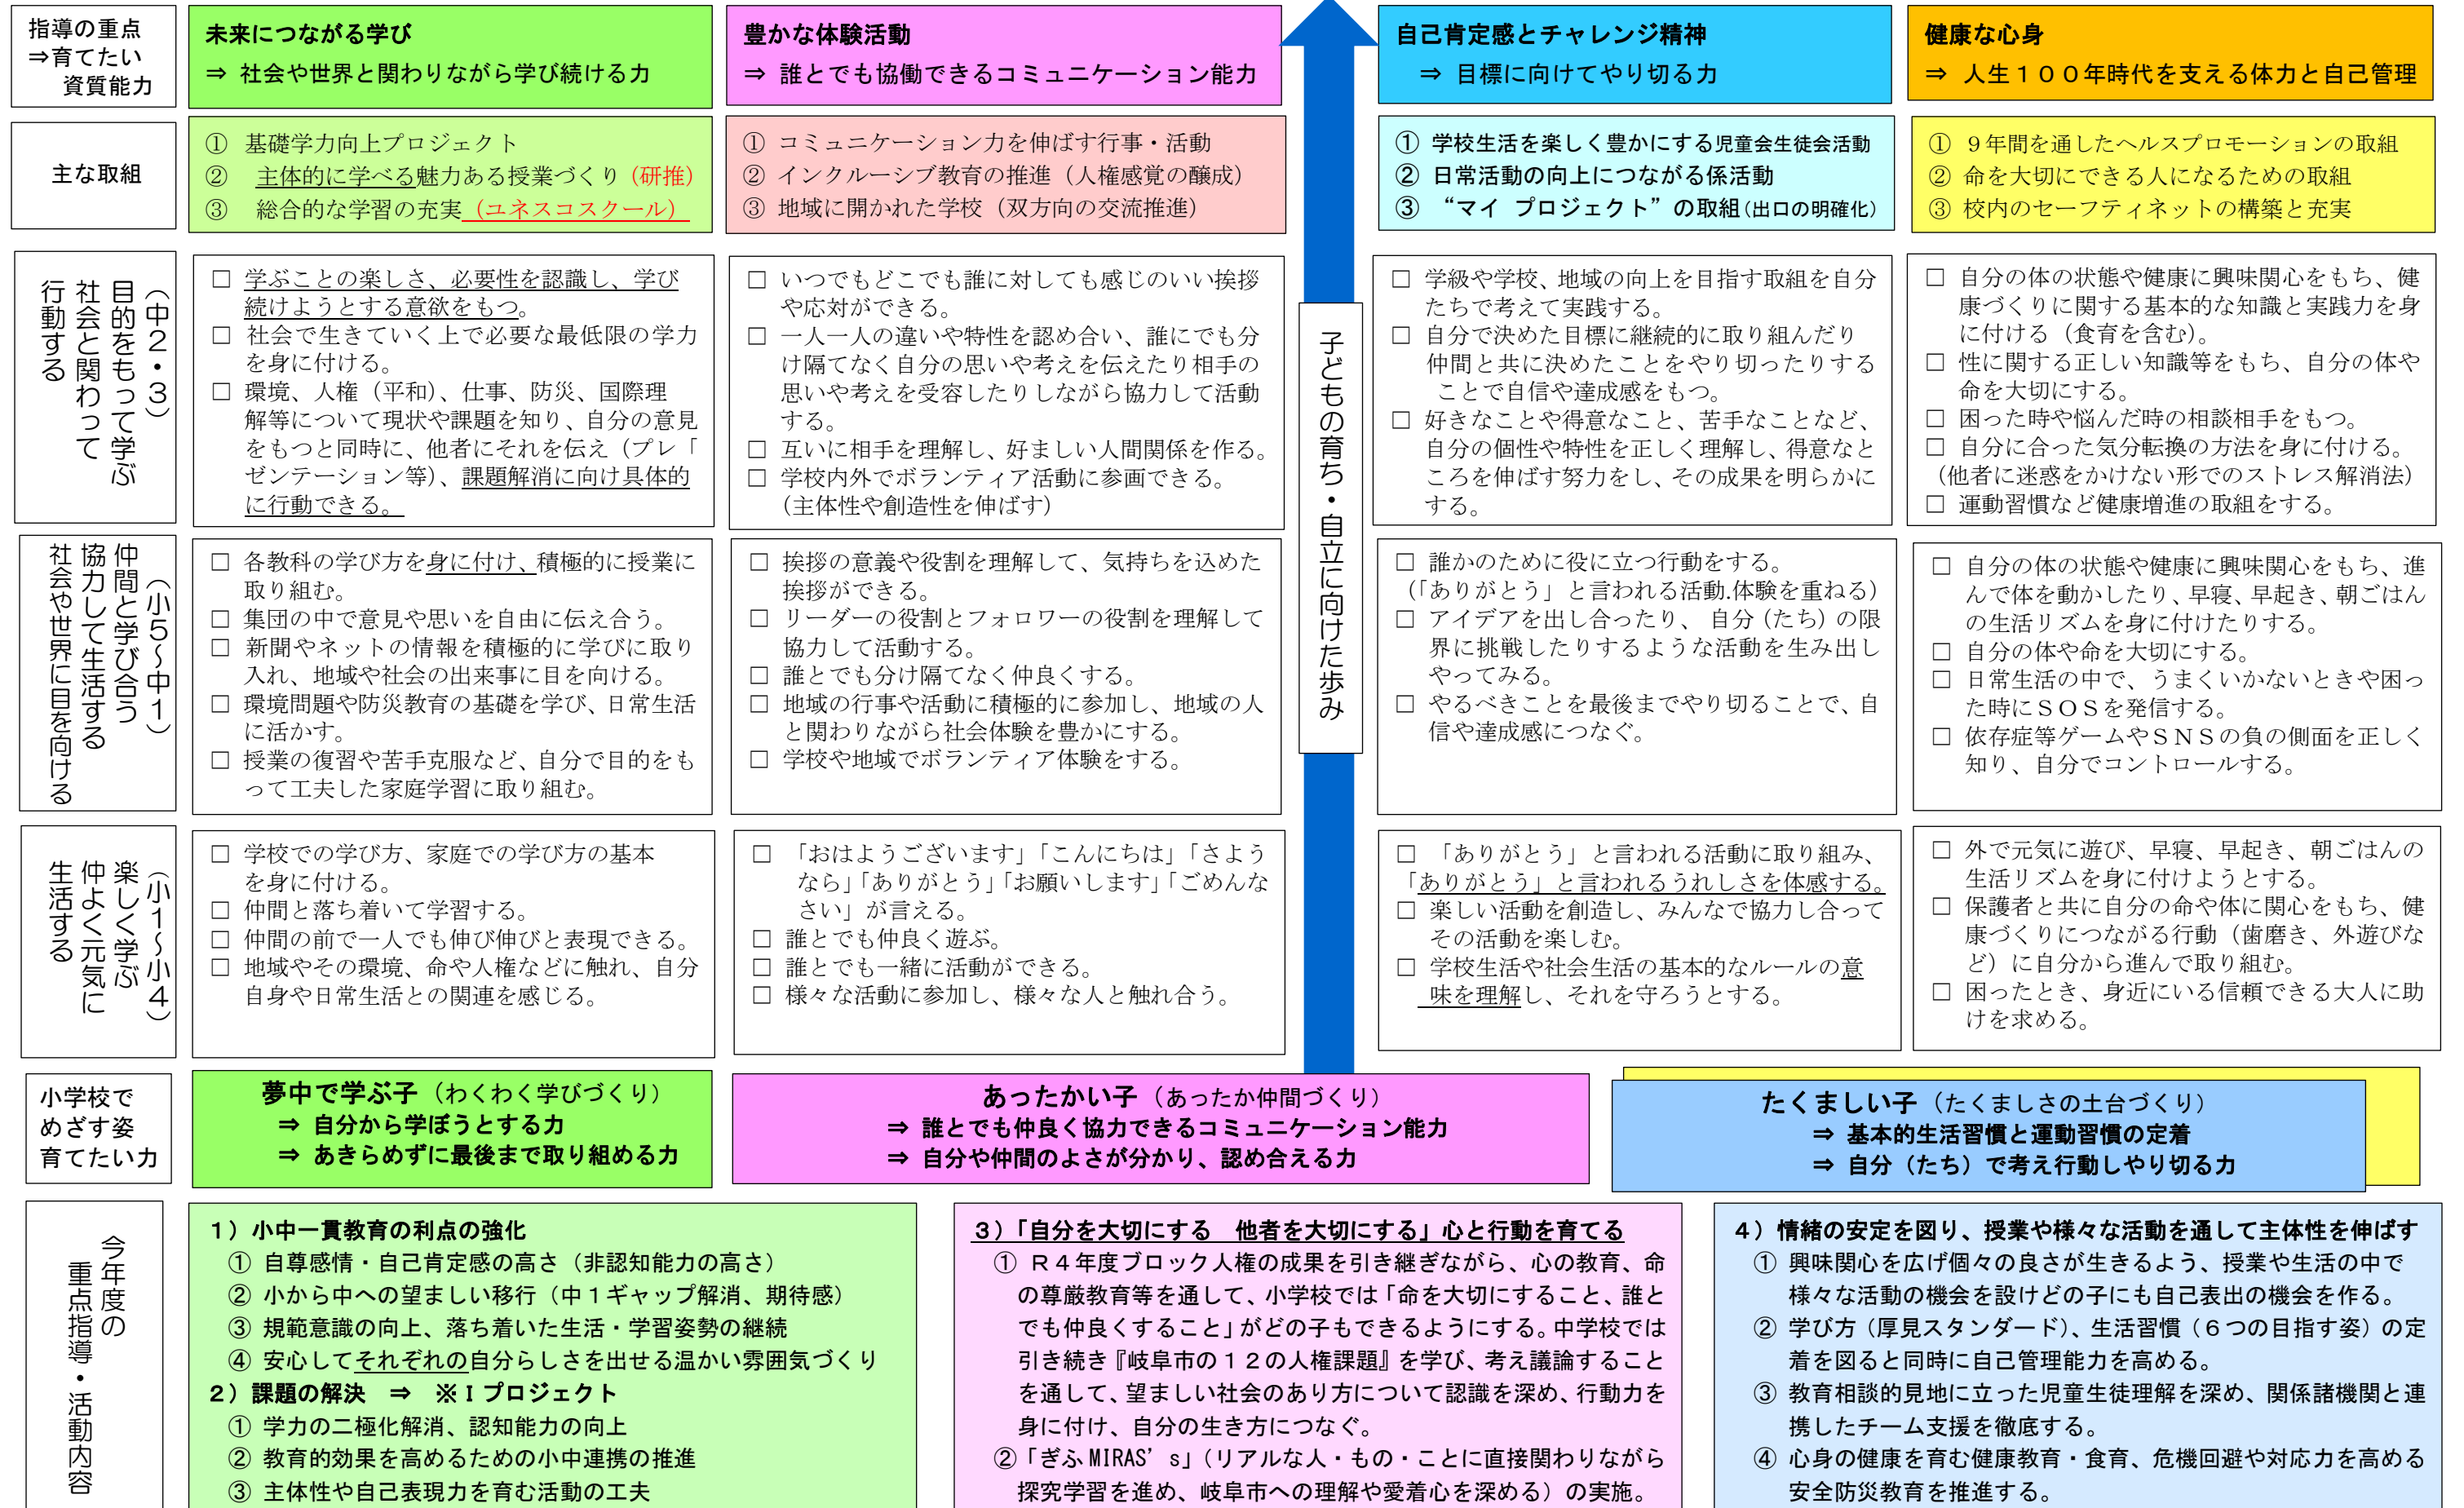 指導の重点
⇒育てたい
資質能力
未来につながる学び
⇒ 社会や世界と関わりながら学び続ける力
豊かな体験活動
⇒ 誰とでも協働できるコミュニケーション能力
自己肯定感とチャレンジ精神
⇒ 目標に向けてやり切る力
健康な心身
⇒ 人生１００年時代を支える体力と自己管理
主な取組
① 基礎学力向上プロジェクト
② 主体的に学べる魅力ある授業づくり（研推）
③ 総合的な学習の充実（ユネスコスクール）
① コミュニケーション力を伸ばす行事・活動
② インクルーシブ教育の推進（人権感覚の醸成）
③ 地域に開かれた学校（双方向の交流推進）
① 学校生活を楽しく豊かにする児童会生徒会活動
② 日常活動の向上につながる係活動
③ “マイ プロジェクト”の取組（出口の明確化）
① ９年間を通したヘルスプロモーションの取組
② 命を大切にできる人になるための取組
③ 校内のセーフティネットの構築と充実
（中２・３）
目的をもって学ぶ
社会と関わって
行動する
□ 学ぶことの楽しさ、必要性を認識し、学び
続けようとする意欲をもつ。
□ 社会で生きていく上で必要な最低限の学力
を身に付ける。
□ 環境、人権（平和）、仕事、防災、国際理
解等について現状や課題を知り、自分の意見
をもつと同時に、他者にそれを伝え（プレ「
ゼンテーション等）、課題解消に向け具体的
に行動できる。
□ いつでもどこでも誰に対しても感じのいい挨拶
や応対ができる。
□ 一人一人の違いや特性を認め合い、誰にでも分
け隔てなく自分の思いや考えを伝えたり相手の
思いや考えを受容したりしながら協力して活動
する。
□ 互いに相手を理解し、好ましい人間関係を作る。
□ 学校内外でボランティア活動に参画できる。
（主体性や創造性を伸ばす）
子どもの育ち・自立に向けた歩み
□ 学級や学校、地域の向上を目指す取組を自分
たちで考えて実践する。
□ 自分で決めた目標に継続的に取り組んだり
仲間と共に決めたことをやり切ったりする
ことで自信や達成感をもつ。
□ 好きなことや得意なこと、苦手なことなど、
自分の個性や特性を正しく理解し、得意なと
ころを伸ばす努力をし、その成果を明らかに
する。
□ 自分の体の状態や健康に興味関心をもち、健
康づくりに関する基本的な知識と実践力を身
に付ける（食育を含む）。
□ 性に関する正しい知識等をもち、自分の体や
命を大切にする。
□ 困った時や悩んだ時の相談相手をもつ。
□ 自分に合った気分転換の方法を身に付ける。
（他者に迷惑をかけない形でのストレス解消法）
□ 運動習慣など健康増進の取組をする。
（小５～中１）
仲間と学び合う
協力して生活する
社会や世界に目を向ける
□ 各教科の学び方を身に付け、積極的に授業に
取り組む。
□ 集団の中で意見や思いを自由に伝え合う。
□ 新聞やネットの情報を積極的に学びに取り
入れ、地域や社会の出来事に目を向ける。
□ 環境問題や防災教育の基礎を学び、日常生活
に活かす。
□ 授業の復習や苦手克服など、自分で目的をも
って工夫した家庭学習に取り組む。
□ 挨拶の意義や役割を理解して、気持ちを込めた
挨拶ができる。
□ リーダーの役割とフォロワーの役割を理解して
協力して活動する。
□ 誰とでも分け隔てなく仲良くする。
□ 地域の行事や活動に積極的に参加し、地域の人
と関わりながら社会体験を豊かにする。
□ 学校や地域でボランティア体験をする。
□ 誰かのために役に立つ行動をする。
（「ありがとう」と言われる活動.体験を重ねる）
□ アイデアを出し合ったり、 自分（たち）の限
界に挑戦したりするような活動を生み出し
やってみる。
□ やるべきことを最後までやり切ることで、自
信や達成感につなぐ。
□ 自分の体の状態や健康に興味関心をもち、進
んで体を動かしたり、早寝、早起き、朝ごはん
の生活リズムを身に付けたりする。
□ 自分の体や命を大切にする。
□ 日常生活の中で、うまくいかないときや困っ
た時にＳＯＳを発信する。
□ 依存症等ゲームやＳＮＳの負の側面を正しく
知り、自分でコントロールする。
（小１～小４）
楽しく学ぶ
仲よく元気に
生活する
□ 学校での学び方、家庭での学び方の基本
を身に付ける。
□ 仲間と落ち着いて学習する。
□ 仲間の前で一人でも伸び伸びと表現できる。
□ 地域やその環境、命や人権などに触れ、自分
自身や日常生活との関連を感じる。
□ 「おはようございます」「こんにちは」「さよう
なら」「ありがとう」「お願いします」「ごめんな
さい」が言える。
□ 誰とでも仲良く遊ぶ。
□ 誰とでも一緒に活動ができる。
□ 様々な活動に参加し、様々な人と触れ合う。
□ 「ありがとう」と言われる活動に取り組み、
「ありがとう」と言われるうれしさを体感する。
□ 楽しい活動を創造し、みんなで協力し合って
その活動を楽しむ。
□ 学校生活や社会生活の基本的なルールの意
味を理解し、それを守ろうとする。
□ 外で元気に遊び、早寝、早起き、朝ごはんの
生活リズムを身に付けようとする。
□ 保護者と共に自分の命や体に関心をもち、健
康づくりにつながる行動（歯磨き、外遊びな
ど）に自分から進んで取り組む。
□ 困ったとき、身近にいる信頼できる大人に助
けを求める。
小学校で
めざす姿
育てたい力
夢中で学ぶ子（わくわく学びづくり）
⇒ 自分から学ぼうとする力
⇒ あきらめずに最後まで取り組める力
あったかい子（あったか仲間づくり）
⇒ 誰とでも仲良く協力できるコミュニケーション能力
⇒ 自分や仲間のよさが分かり、認め合える力
たくましい子（たくましさの土台づくり）
⇒ 基本的生活習慣と運動習慣の定着
⇒ 自分（たち）で考え行動しやり切る力
今年度の
重点指導・活動内容
１）小中一貫教育の利点の強化
① 自尊感情・自己肯定感の高さ（非認知能力の高さ）
② 小から中への望ましい移行（中１ギャップ解消、期待感）
③ 規範意識の向上、落ち着いた生活・学習姿勢の継続
④ 安心してそれぞれの自分らしさを出せる温かい雰囲気づくり
２）課題の解決 ⇒ ※Ｉプロジェクト
① 学力の二極化解消、認知能力の向上
② 教育的効果を高めるための小中連携の推進
③ 主体性や自己表現力を育む活動の工夫
３）「自分を大切にする　他者を大切にする」心と行動を育てる
① Ｒ４年度ブロック人権の成果を引き継ぎながら、心の教育、命
の尊厳教育等を通して、小学校では「命を大切にすること、誰と
でも仲良くすること」がどの子もできるようにする。中学校では
引き続き『岐阜市の１２の人権課題』を学び、考え議論すること
を通して、望ましい社会のあり方について認識を深め、行動力を
身に付け、自分の生き方につなぐ。
②「ぎふMIRAS’s」（リアルな人・もの・ことに直接関わりながら
探究学習を進め、岐阜市への理解や愛着心を深める）の実施。
４）情緒の安定を図り、授業や様々な活動を通して主体性を伸ばす
① 興味関心を広げ個々の良さが生きるよう、授業や生活の中で
様々な活動の機会を設けどの子にも自己表出の機会を作る。
② 学び方（厚見スタンダード）、生活習慣（６つの目指す姿）の定
着を図ると同時に自己管理能力を高める。
③ 教育相談的見地に立った児童生徒理解を深め、関係諸機関と連
携したチーム支援を徹底する。
④ 心身の健康を育む健康教育・食育、危機回避や対応力を高める
安全防災教育を推進する。